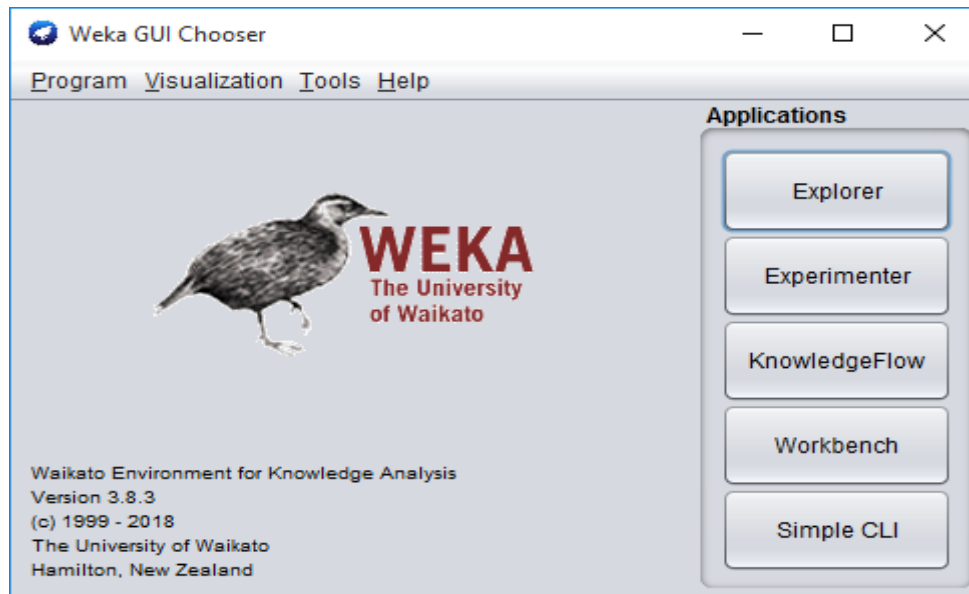 Weka GUI Chooser
Program Visualization Tools Help
Applications
Explorer
Experimenter
KnowledgeFlow
Workbench
Simple CLI
WEKA
The University
of Waikato
Waikato Environment for Knowledge Analysis
Version 3.8.3
(c) 1999 - 2018
The University of Waikato
Hamilton, New Zealand